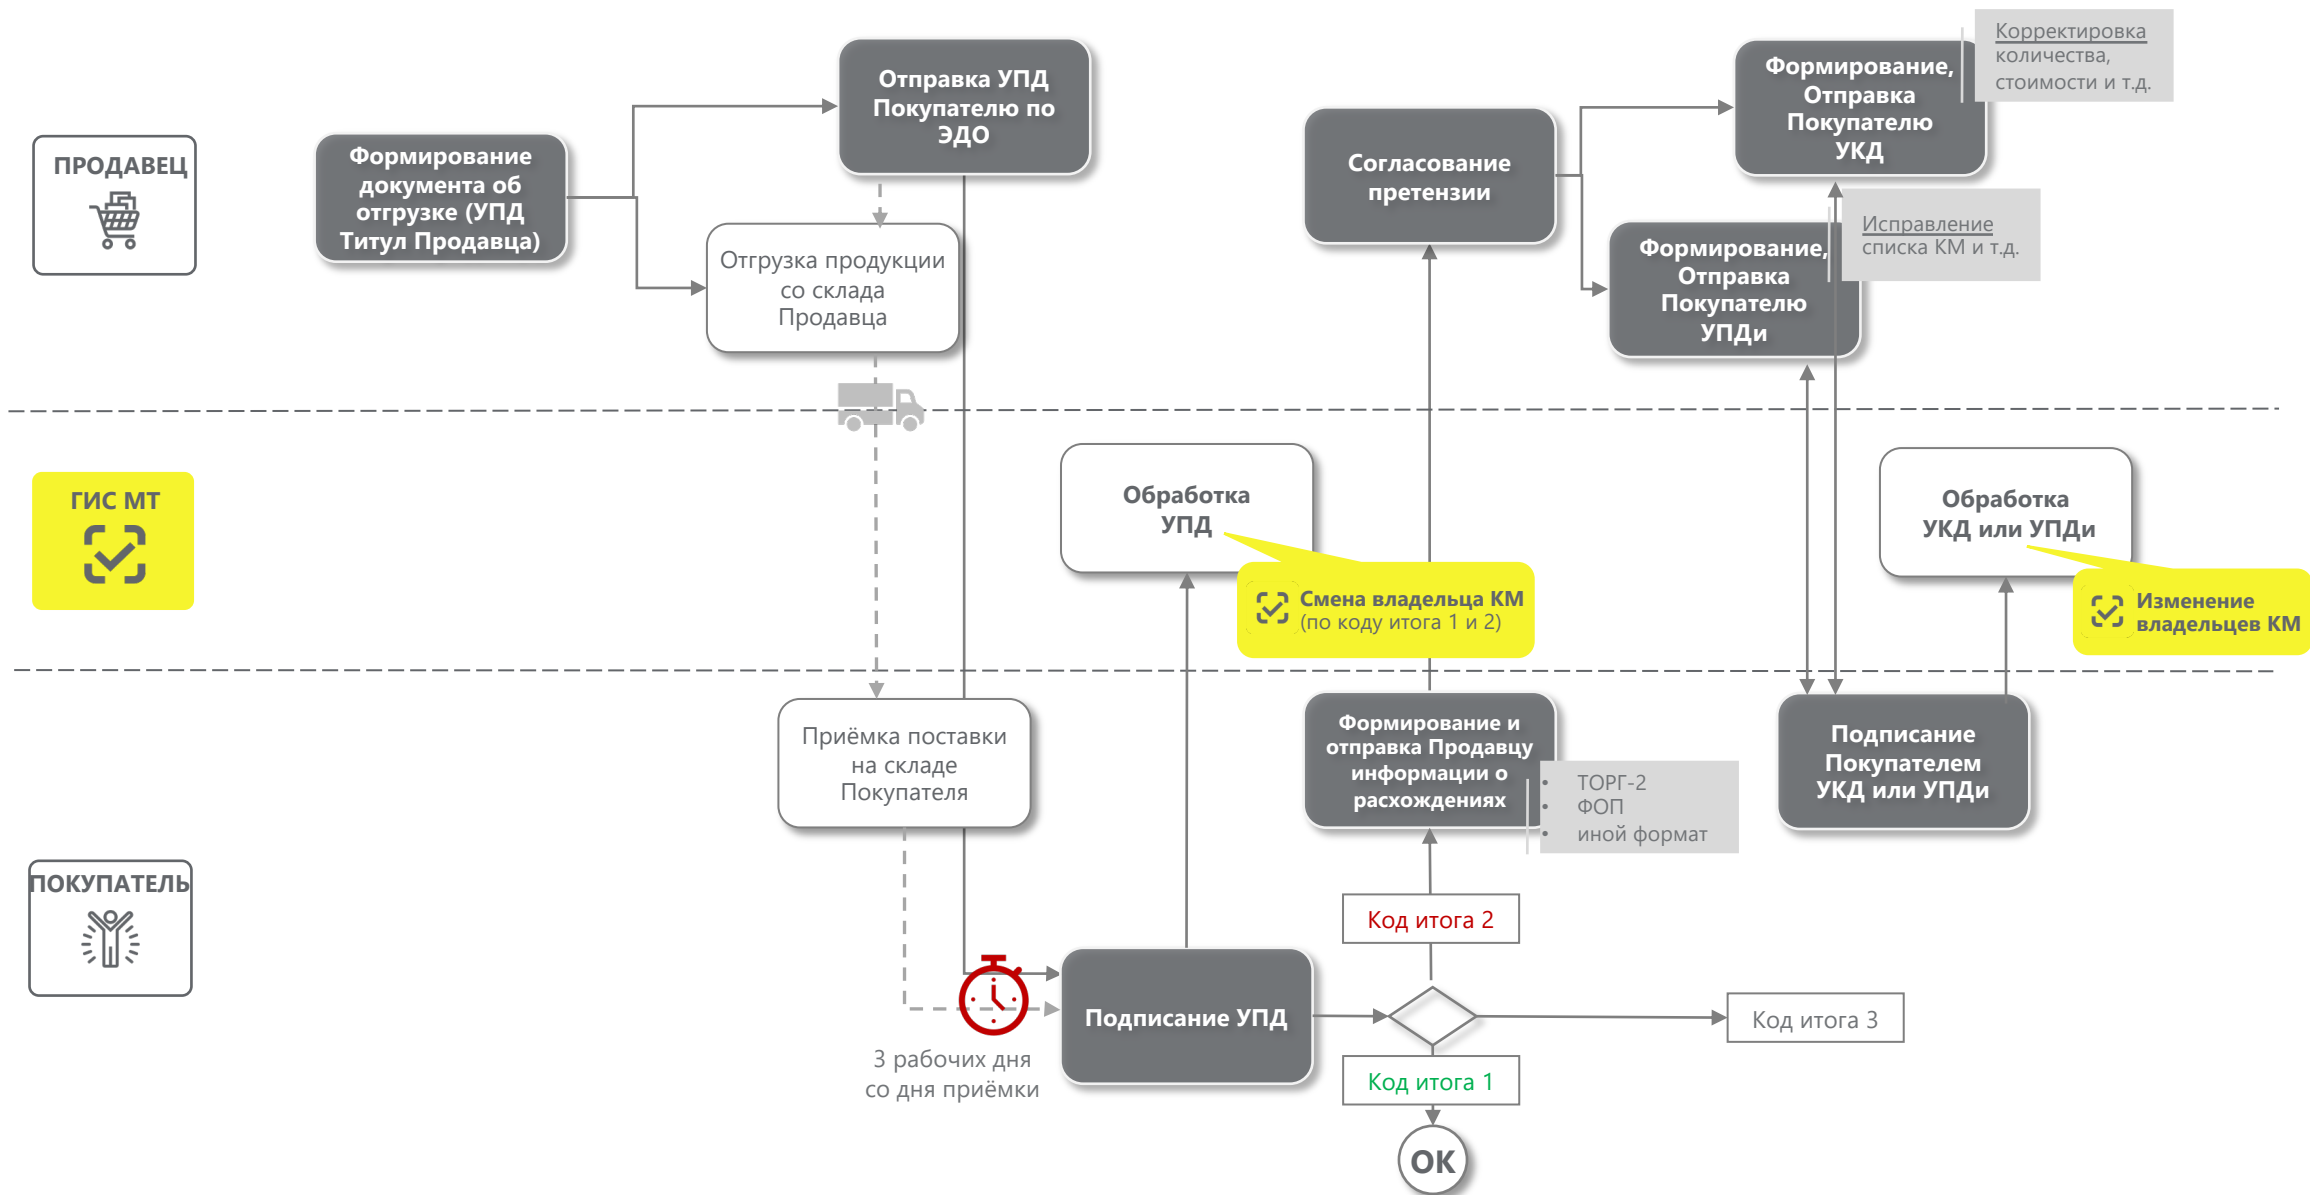 ПРОДАВЕЦ
Формирование
документа об
отгрузке (УПД
Титул Продавца)
Отправка УПД
Покупателю по
ЭДО
Отгрузка продукции
со склада
Продавца
Согласование
претензии
Формирование,
Отправка
Покупателю
УКД
Корректировка
количества,
стоимости и т.д.
Формирование,
Отправка
Покупателю
УПДи
Исправление
списка КМ и т.д.
ГИС МТ
Обработка
УПД
Смена владельца КМ
(по коду итога 1 и 2)
Обработка
УКД или УПДи
Изменение
владельцев КМ
ПОКУПАТЕЛЬ
Приёмка поставки
на складе
Покупателя
3 рабочих дня
со дня приёмки
Подписание УПД
Формирование и
отправка Продавцу
информации о
расхождениях
• ТОРГ-2
• ФОП
• иной формат
Подписание
Покупателем
УКД или УПДи
Код итога 2
Код итога 3
Код итога 1
ОК